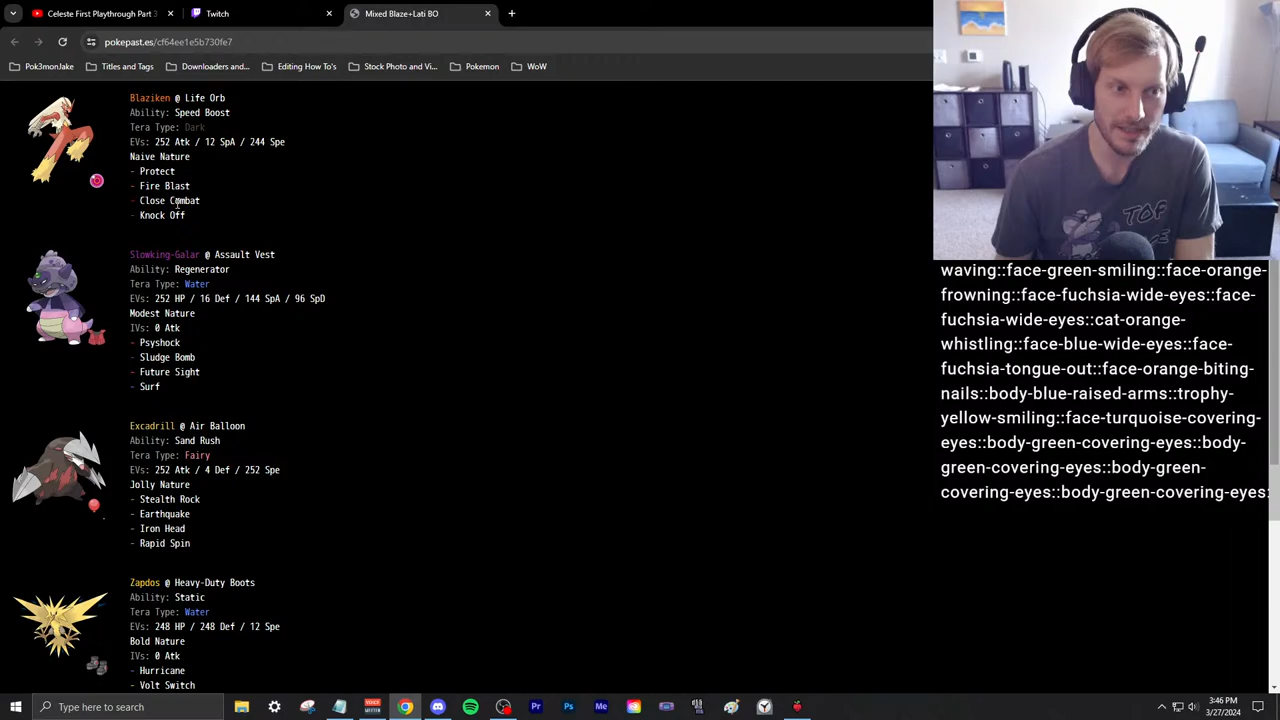 Celeste First Playthrough Part 3
Twitch
Mixed Blaze+Lati BO
pokepast.es/cf64ee1e5b730fe7
Pok3monJake
Titles and Tags
Downloaders and...
Editing How To's
Stock Photo and Vi...
Pokemon
WoW
Blaziken @ Life Orb
Ability: Speed Boost
Tera Type: Dark
EVs: 252 Atk / 12 SpA / 244 Spe
Naive Nature
- Protect
- Fire Blast
- Close Combat
- Knock Off
Slowking-Galar @ Assault Vest
Ability: Regenerator
Tera Type: Water
EVs: 252 HP / 16 Def / 144 SpA / 96 SpD
Modest Nature
IVs: 0 Atk
- Psyshock
- Sludge Bomb
- Future Sight
- Surf
Excadrill @ Air Balloon
Ability: Sand Rush
Tera Type: Fairy
EVs: 252 Atk / 4 Def / 252 Spe
Jolly Nature
- Stealth Rock
- Earthquake
- Iron Head
- Rapid Spin
Zapdos @ Heavy-Duty Boots
Ability: Static
Tera Type: Water
EVs: 248 HP / 248 Def / 12 Spe
Bold Nature
IVs: 0 Atk
- Hurricane
- Volt Switch
TOP
waving::face-green-smiling::face-orange-
frowning::face-fuchsia-wide-eyes::face-
fuchsia-wide-eyes::cat-orange-
whistling::face-blue-wide-eyes::face-
fuchsia-tongue-out::face-orange-biting-
nails::body-blue-raised-arms::trophy-
yellow-smiling::face-turquoise-covering-
eyes::body-green-covering-eyes::body-
green-covering-eyes::body-green-
covering-eyes::body-green-covering-eyes:
Type here to search
3:46 PM
3/27/2024